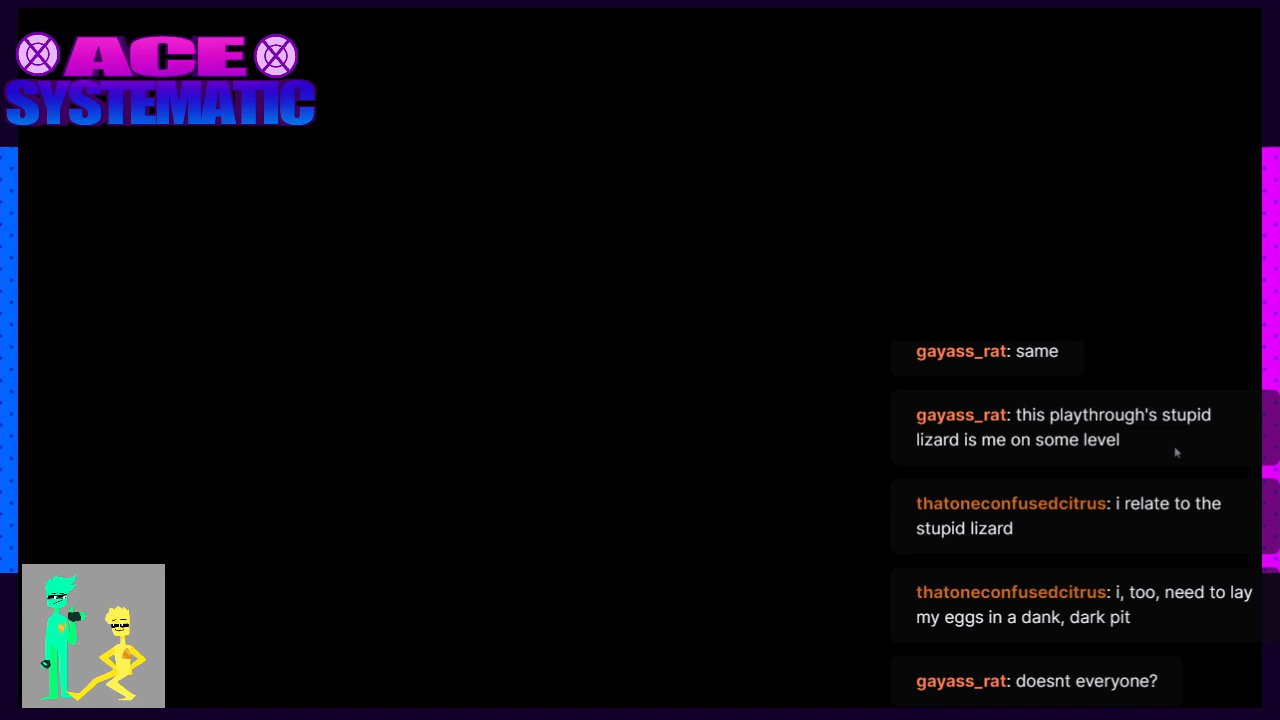 ACE
SYSTEMATIC
gayass_rat: same
gayass_rat: this playthrough's stupid
lizard is me on some level
thatoneconfusedcitrus: i relate to the
stupid lizard
thatoneconfusedcitrus: i, too, need to lay
my eggs in a dank, dark pit
gayass_rat: doesnt everyone?